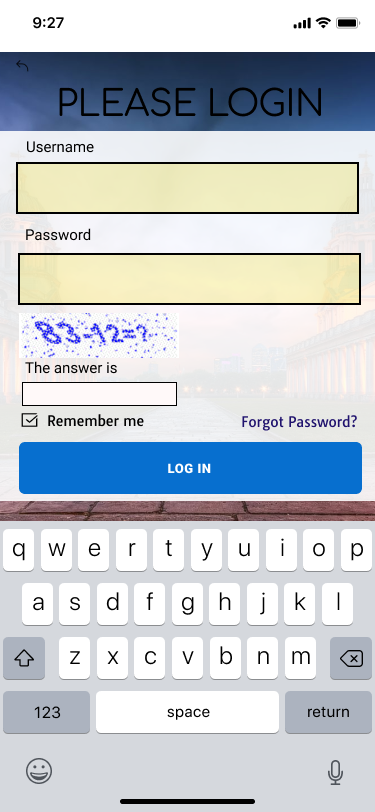 9:27
PLEASE LOGIN
Username
Password
83-12=?
The answer is
Remember me
Forgot Password?
LOG IN
q w e r t y u i o p
a s d f g h j k l
z x c v b n m
123 space return